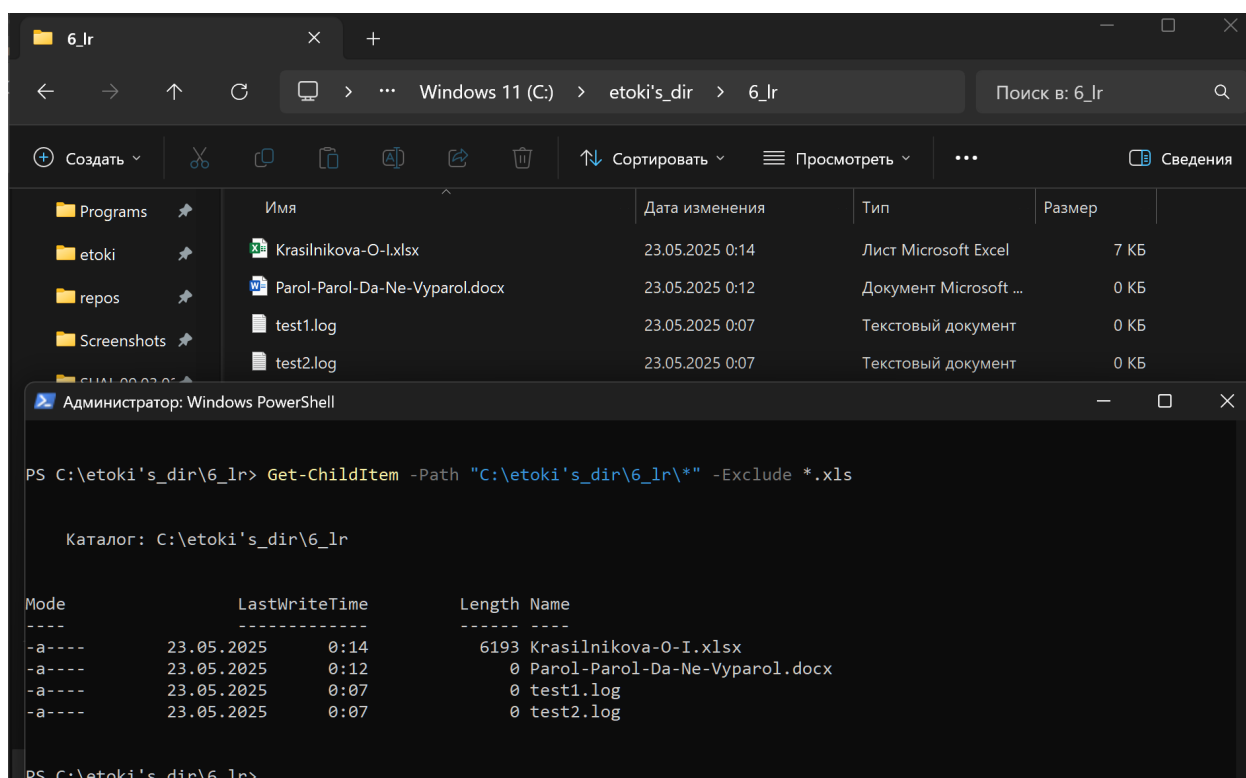 6_lr
Windows 11 (C:) > etoki's_dir > 6_lr
Поиск в: 6_lr
Создать
Сортировать
Просмотреть
Сведения
Имя Дата изменения Тип Размер
Programs
etoki
repos
Screenshots
Krasilnikova-O-I.xlsx 23.05.2025 0:14 Лист Microsoft Excel 7 КБ
Parol-Parol-Da-Ne-Vyparol.docx 23.05.2025 0:12 Документ Microsoft ... 0 КБ
test1.log 23.05.2025 0:07 Текстовый документ 0 КБ
test2.log 23.05.2025 0:07 Текстовый документ 0 КБ
Администратор: Windows PowerShell
PS C:\etoki's_dir\6_lr> Get-ChildItem -Path "C:\etoki's_dir\6_lr\*" -Exclude *.xls
Каталог: C:\etoki's_dir\6_lr
Mode LastWriteTime Length Name
---- ------------- ------ ----
-a---- 23.05.2025 0:14 6193 Krasilnikova-O-I.xlsx
-a---- 23.05.2025 0:12 0 Parol-Parol-Da-Ne-Vyparol.docx
-a---- 23.05.2025 0:07 0 test1.log
-a---- 23.05.2025 0:07 0 test2.log
PS C:\etoki's_dir\6_lr>